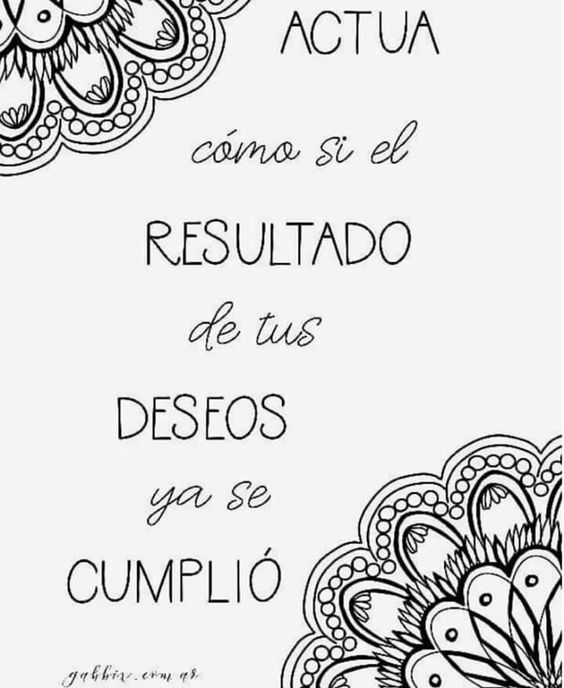 ACTUA
cómo si el
RESULTADO
de tus
DESEOS
ya se
CUMPLIÓ